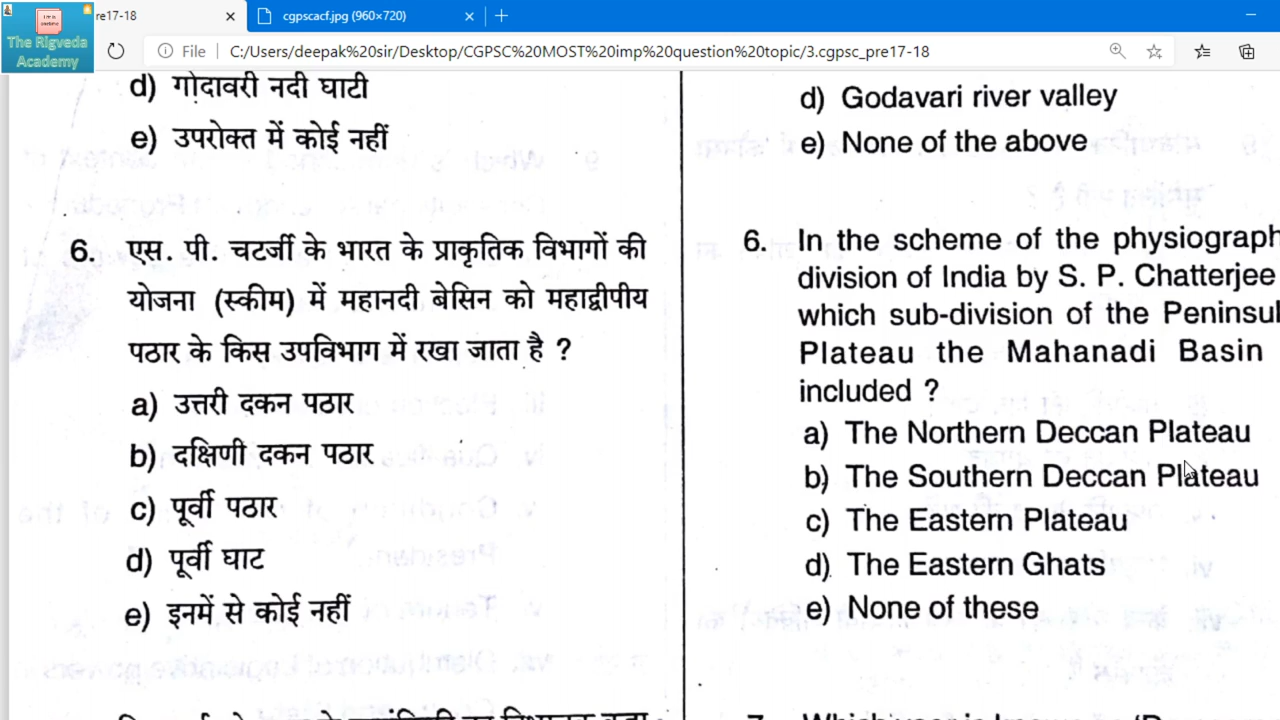 re17-18
cgpscacf.jpg (960×720)
The Rigveda
Academy
File
C:/Users/deepak%20sir/Desktop/CGPSC%20MOST%20imp%20question%20topic/3.cgpsc_pre17-18
d) गोदावरी नदी घाटी
e) उपरोक्त में कोई नहीं
6. एस. पी. चटर्जी के भारत के प्राकृतिक विभागों की
योजना (स्कीम) में महानदी बेसिन को महाद्वीपीय
पठार के किस उपविभाग में रखा जाता है ?
a) उत्तरी दकन पठार
b) दक्षिणी दकन पठार
c) पूर्वी पठार
d) पूर्वी घाट
e) इनमें से कोई नहीं
d) Godavari river valley
e) None of the above
6. In the scheme of the physiograph
division of India by S. P. Chatterjee
which sub-division of the Peninsul
Plateau the Mahanadi Basin
included ?
a) The Northern Deccan Plateau
b) The Southern Deccan Plateau
c) The Eastern Plateau
d) The Eastern Ghats
e) None of these